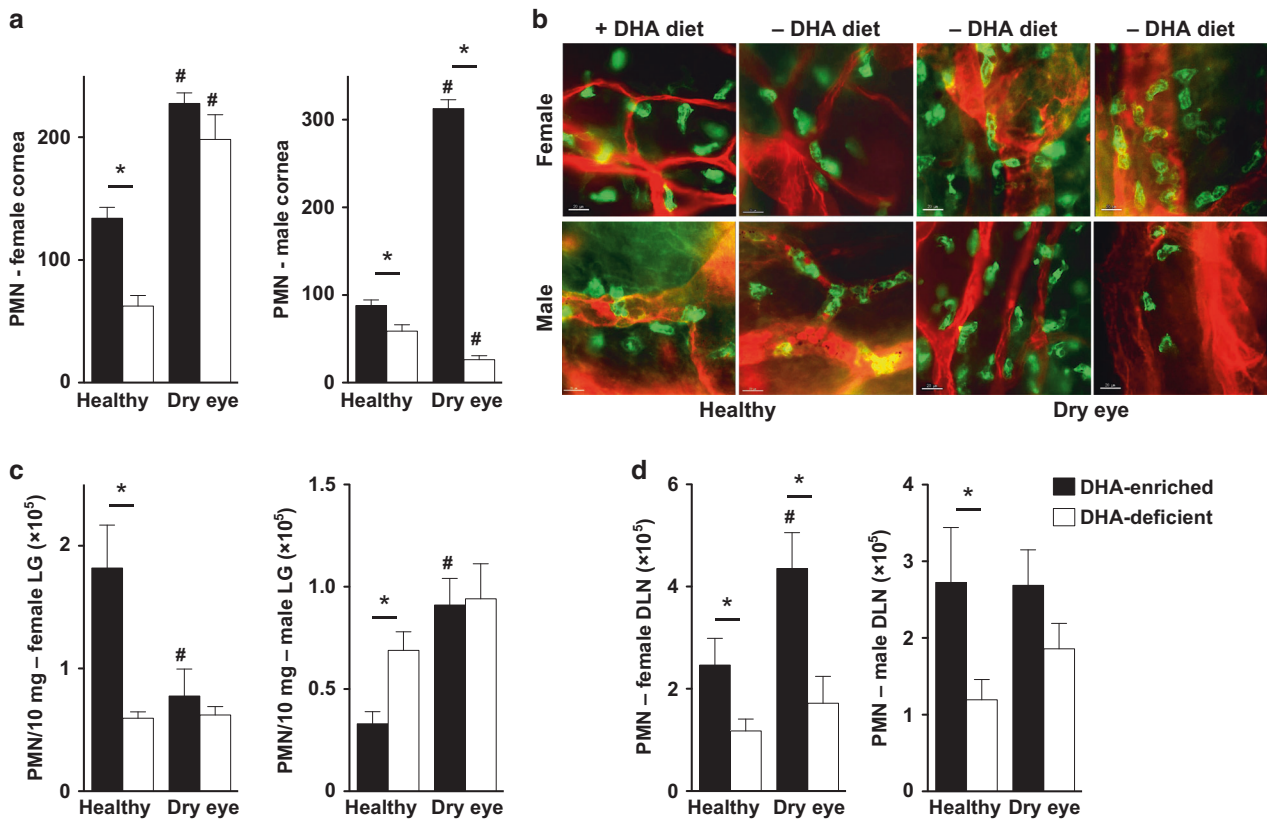 a
PMN - female cornea
200
100
0
#
#
*
Healthy
Dry eye
PMN - male cornea
300
200
100
0
*
#
*
#
Healthy
Dry eye
b
+ DHA diet
– DHA diet
– DHA diet
– DHA diet
Female
Male
Healthy
Dry eye
c
PMN/10 mg – female LG (×10⁵)
2
1
0
*
#
Healthy
Dry eye
PMN/10 mg – male LG (×10⁵)
1.5
1.0
0.5
0
*
#
Healthy
Dry eye
d
PMN – female DLN (×10⁵)
6
4
2
0
*
*
#
Healthy
Dry eye
PMN – male DLN (×10⁵)
4
3
2
1
0
*
Healthy
Dry eye
DHA-enriched
DHA-deficient